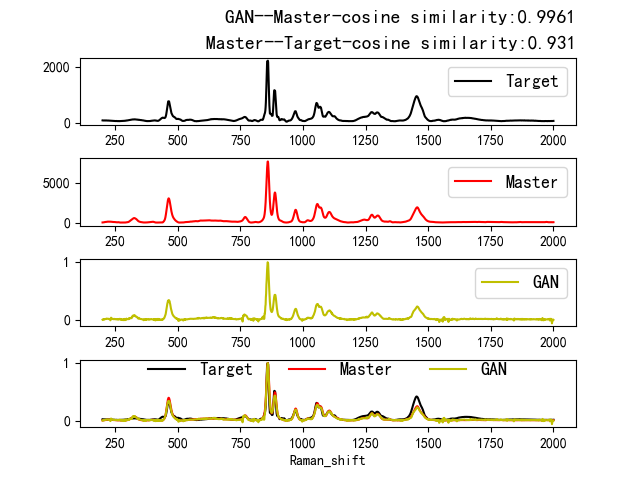 GAN--Master-cosine similarity:0.9961
Master--Target-cosine similarity:0.931
2000
0
Target
250 500 750 1000 1250 1500 1750 2000
5000
0
Master
250 500 750 1000 1250 1500 1750 2000
1
0
GAN
250 500 750 1000 1250 1500 1750 2000
1
0
Target Master GAN
250 500 750 1000 1250 1500 1750 2000
Raman_shift